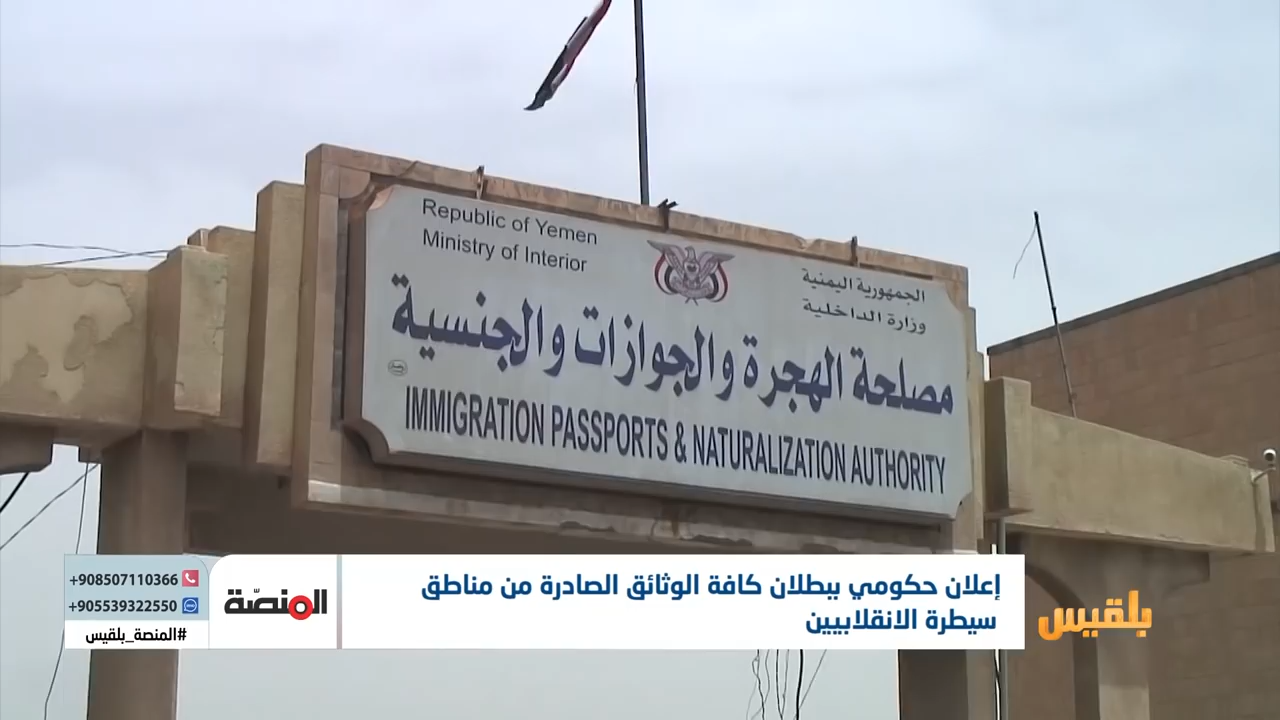 Republic of Yemen
Ministry of Interior
الجمهورية اليمنية
وزارة الداخلية
مصلحة الهجرة والجوازات والجنسية
IMMIGRATION PASSPORTS & NATURALIZATION AUTHORITY
إعلان حكومي ببطلان كافة الوثائق الصادرة من مناطق
سيطرة الانقلابيين
بلقيس
المنصّة
+908507110366
+905539322550
#المنصة_بلقيس